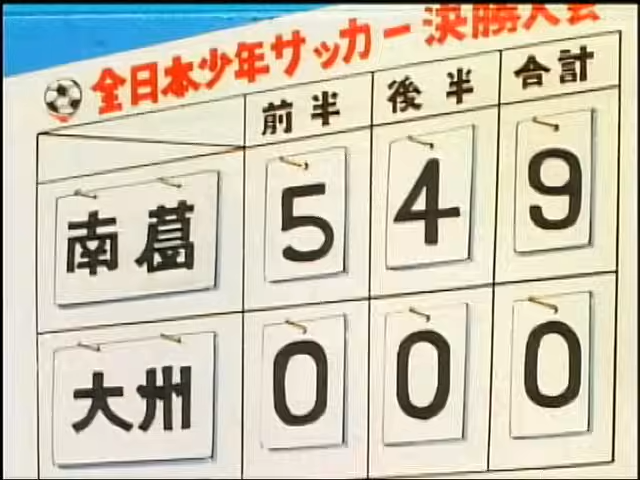 全日本少年サッカー決勝大会
前半 後半 合計
南葛 5 4 9
大州 0 0 0